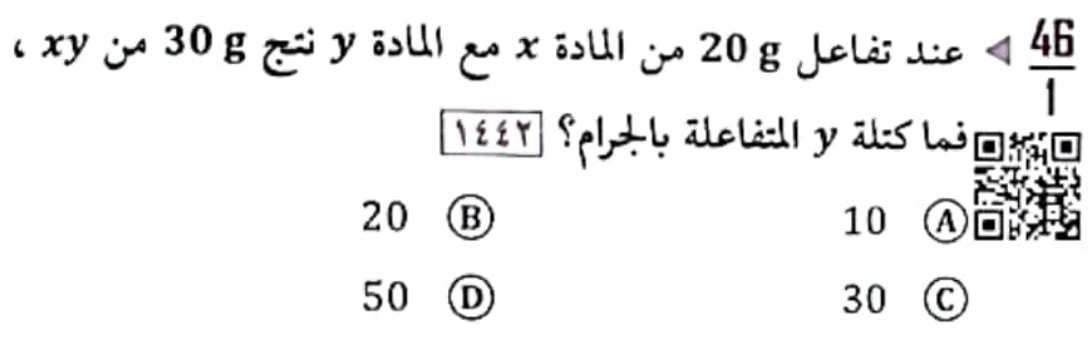 46/1 ◄ عند تفاعل 20 g من المادة x مع المادة y نتج 30 g من xy ،
فما كتلة y المتفاعلة بالجرام؟ ١٤٤٢
A 10 B 20
C 30 D 50